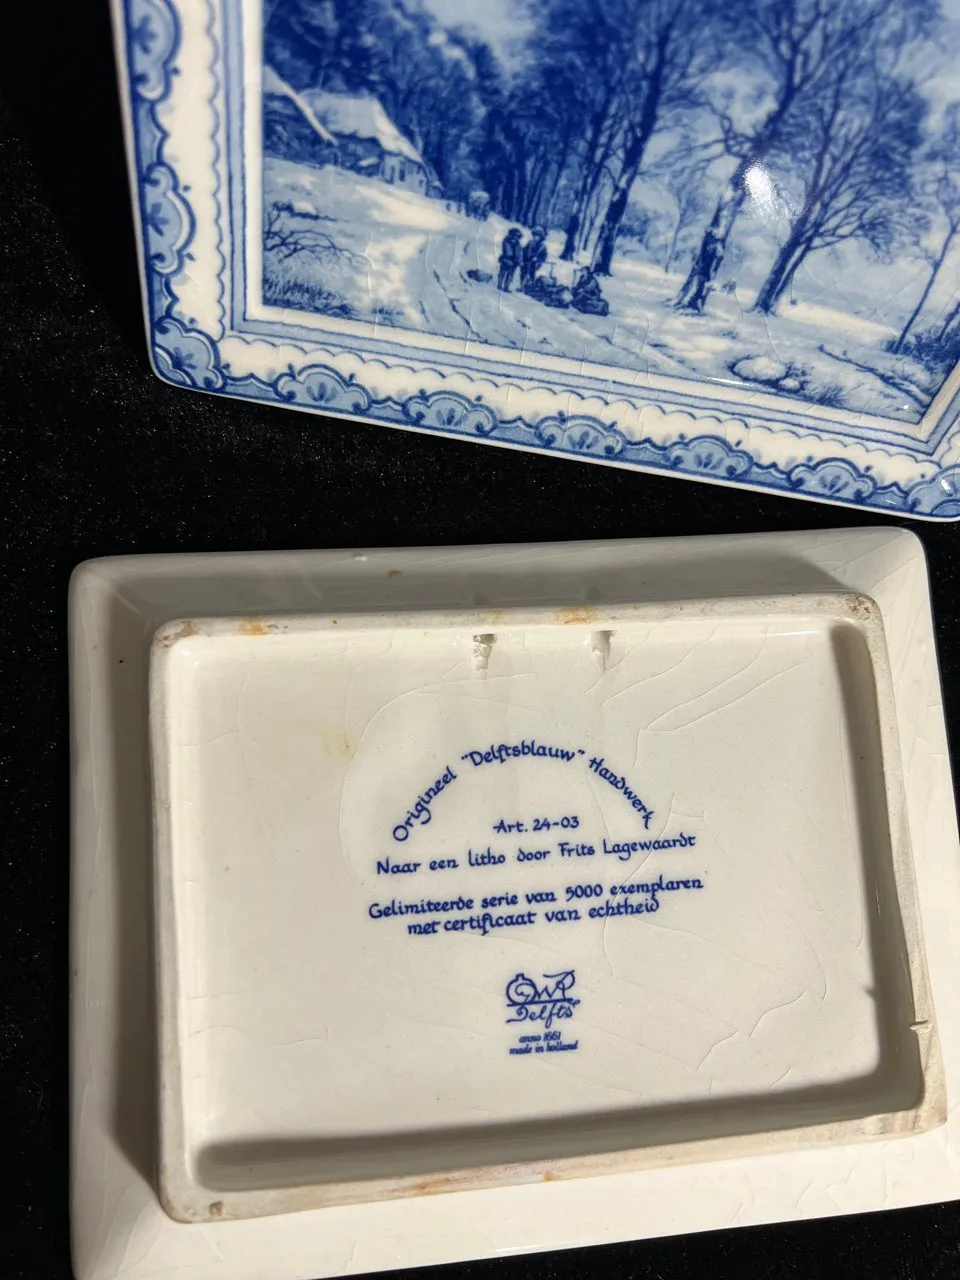 Origineel "Delftsblauw" Handwerk
Art. 24-03
Naar een litho door Frits Lagewaardt
Gelimiteerde serie van 5000 exemplaren
met certificaat van echtheid
Delfts
anno 1661
made in holland